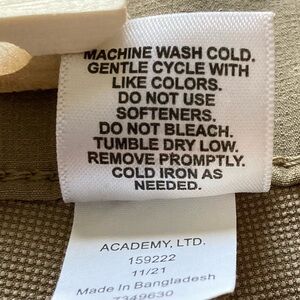 MACHINE WASH COLD.
GENTLE CYCLE WITH
LIKE COLORS.
DO NOT USE
SOFTENERS.
DO NOT BLEACH.
TUMBLE DRY LOW.
REMOVE PROMPTLY.
COLD IRON AS
NEEDED.
ACADEMY, LTD.
159222
11/21
Made In Bangladesh
7349630